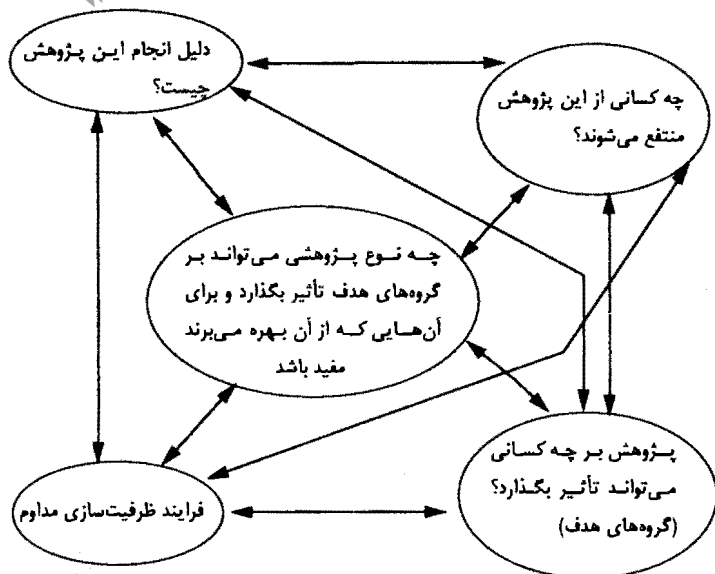 دلیل انجام این پژوهش
چیست؟
چه کسانی از این پژوهش
منتفع می‌شوند؟
چه نوع پژوهشی می‌تواند بر
گروه‌های هدف تأثیر بگذارد و برای
آن‌هایی که از آن بهره می‌برند
مفید باشد
پژوهش بر چه کسانی
می‌تواند تأثیر بگذارد؟
(گروه‌های هدف)
فرایند ظرفیت‌سازی مداوم